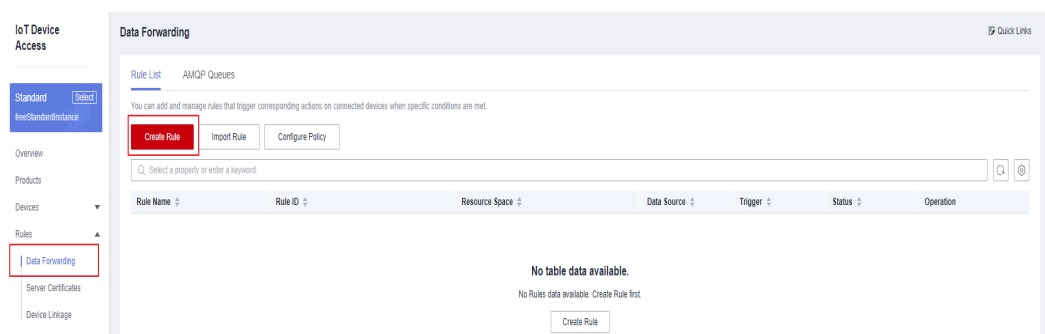 IoT Device
Access
Standard Select
freeStandardInstance
Overview
Products
Devices
Rules
Data Forwarding
Server Certificates
Device Linkage
Data Forwarding
Quick Links
Rule List AMQP Queues
You can add and manage rules that trigger corresponding actions on connected devices when specific conditions are met.
Create Rule Import Rule Configure Policy
Select a property or enter a keyword.
Rule Name Rule ID Resource Space Data Source Trigger Status Operation
No table data available.
No Rules data available. Create Rule first.
Create Rule